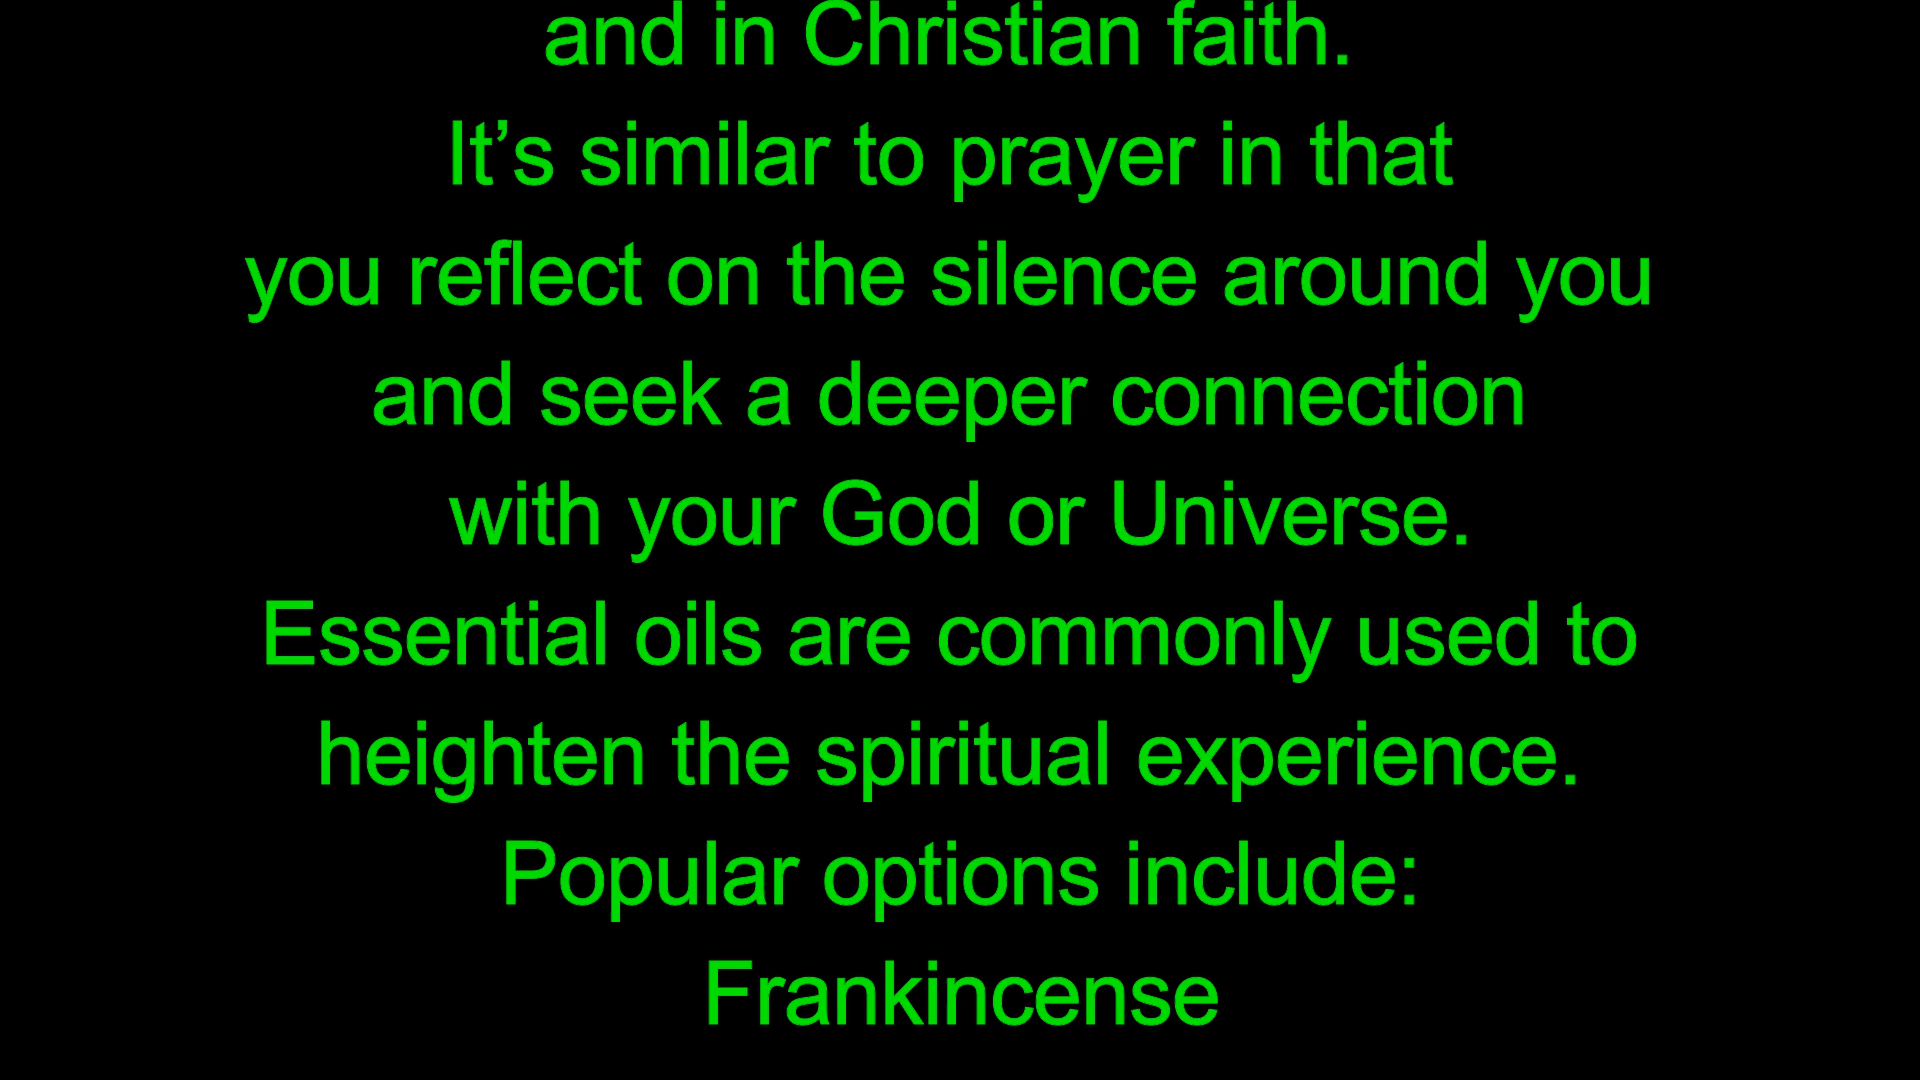 and in Christian faith.
It’s similar to prayer in that
you reflect on the silence around you
and seek a deeper connection
with your God or Universe.
Essential oils are commonly used to
heighten the spiritual experience.
Popular options include:
Frankincense